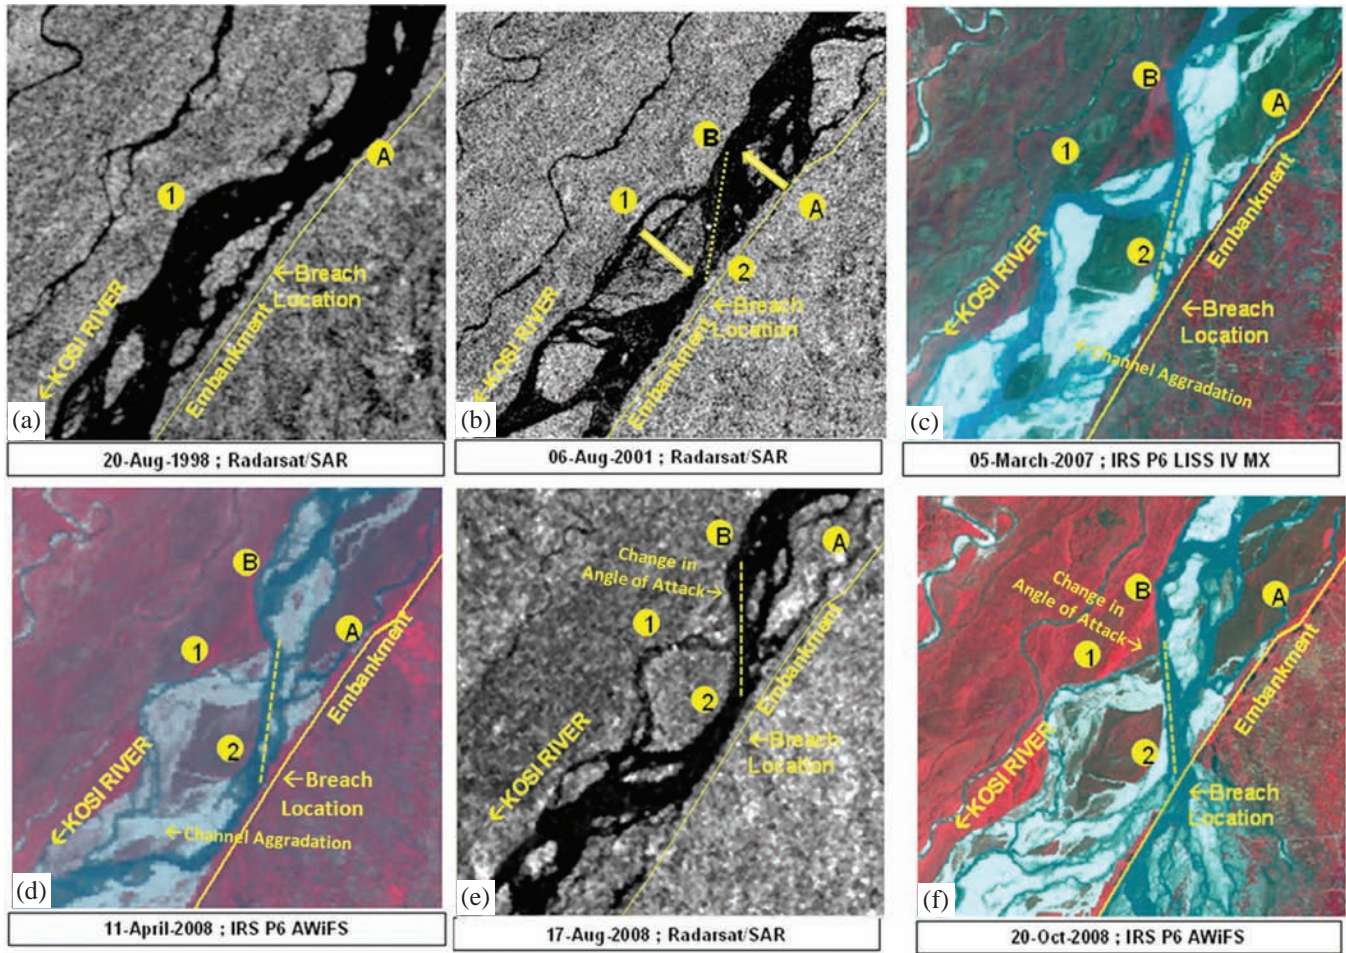 A
1
←KOSI RIVER
←Breach
Location
Embankment
(a)
20-Aug-1998 ; Radarsat/SAR
B
1
A
2
←KOSI RIVER
←Breach
Location
Embankment
(b)
06-Aug-2001 ; Radarsat/SAR
B
A
1
2
←KOSI RIVER
Embankment
←Breach
Location
←Channel Aggradation
(c)
05-March-2007 ; IRS P6 LISS IV MX
B
A
1
2
←KOSI RIVER
Embankment
←Breach
Location
←Channel Aggradation
(d)
11-April-2008 ; IRS P6 AWiFS
B
A
Change in
Angle of Attack→
1
2
←KOSI RIVER
Embankment
←Breach
Location
(e)
17-Aug-2008 ; Radarsat/SAR
B
A
Change in
Angle of Attack→
1
2
←KOSI RIVER
Embankment
←Breach
Location
(f)
20-Oct-2008 ; IRS P6 AWiFS